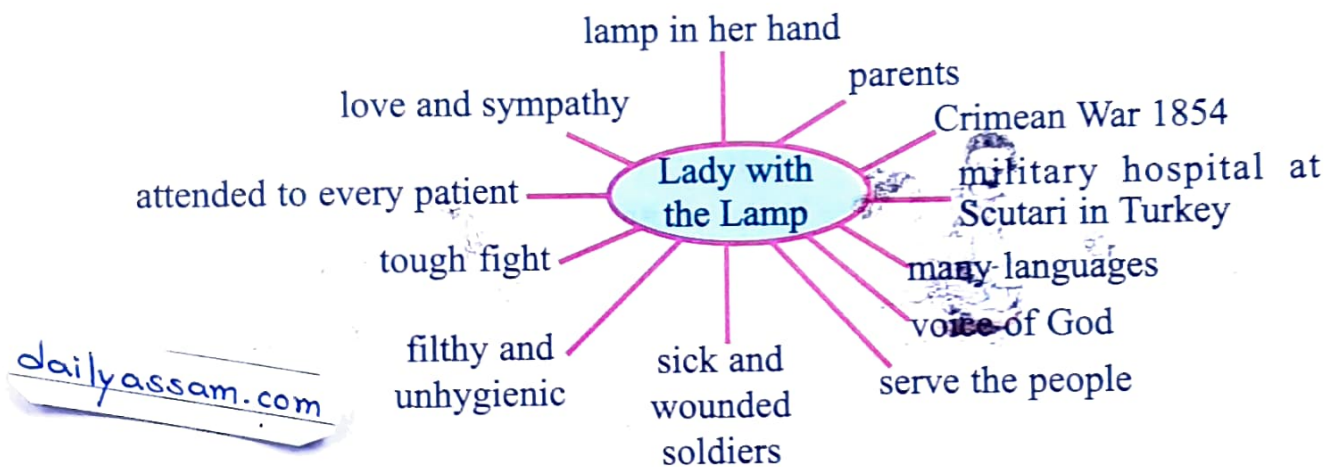 lamp in her hand
parents
love and sympathy
Crimean War 1854
military hospital at
Scutari in Turkey
attended to every patient
Lady with
the Lamp
tough fight
many languages
voice of God
filthy and
unhygienic
sick and
wounded
soldiers
serve the people
dailyassam.com